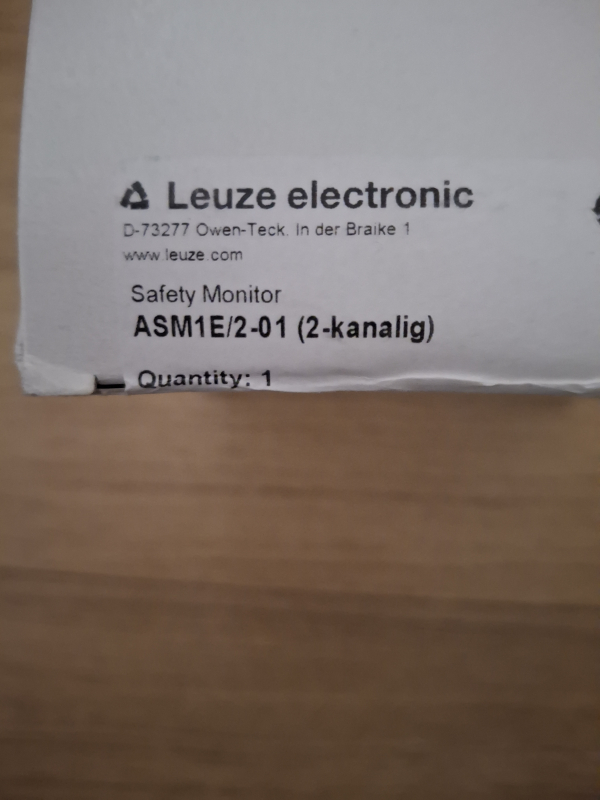 Leuze electronic
D-73277 Owen-Teck. In der Braike 1
www.leuze.com
Safety Monitor
ASM1E/2-01 (2-kanalig)
Quantity: 1